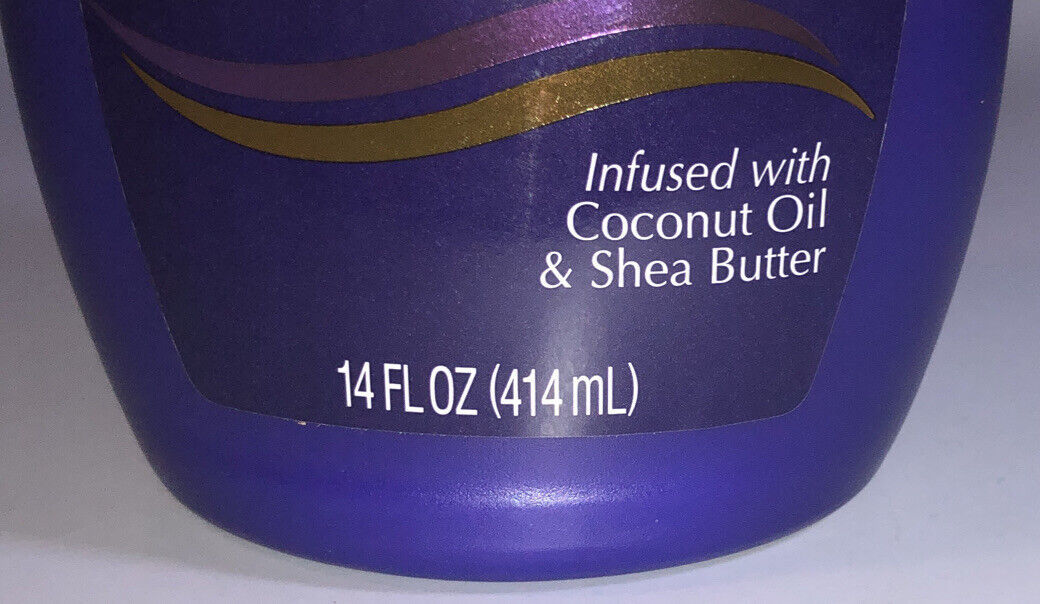 Infused with
Coconut Oil
& Shea Butter
14 FL OZ (414 mL)